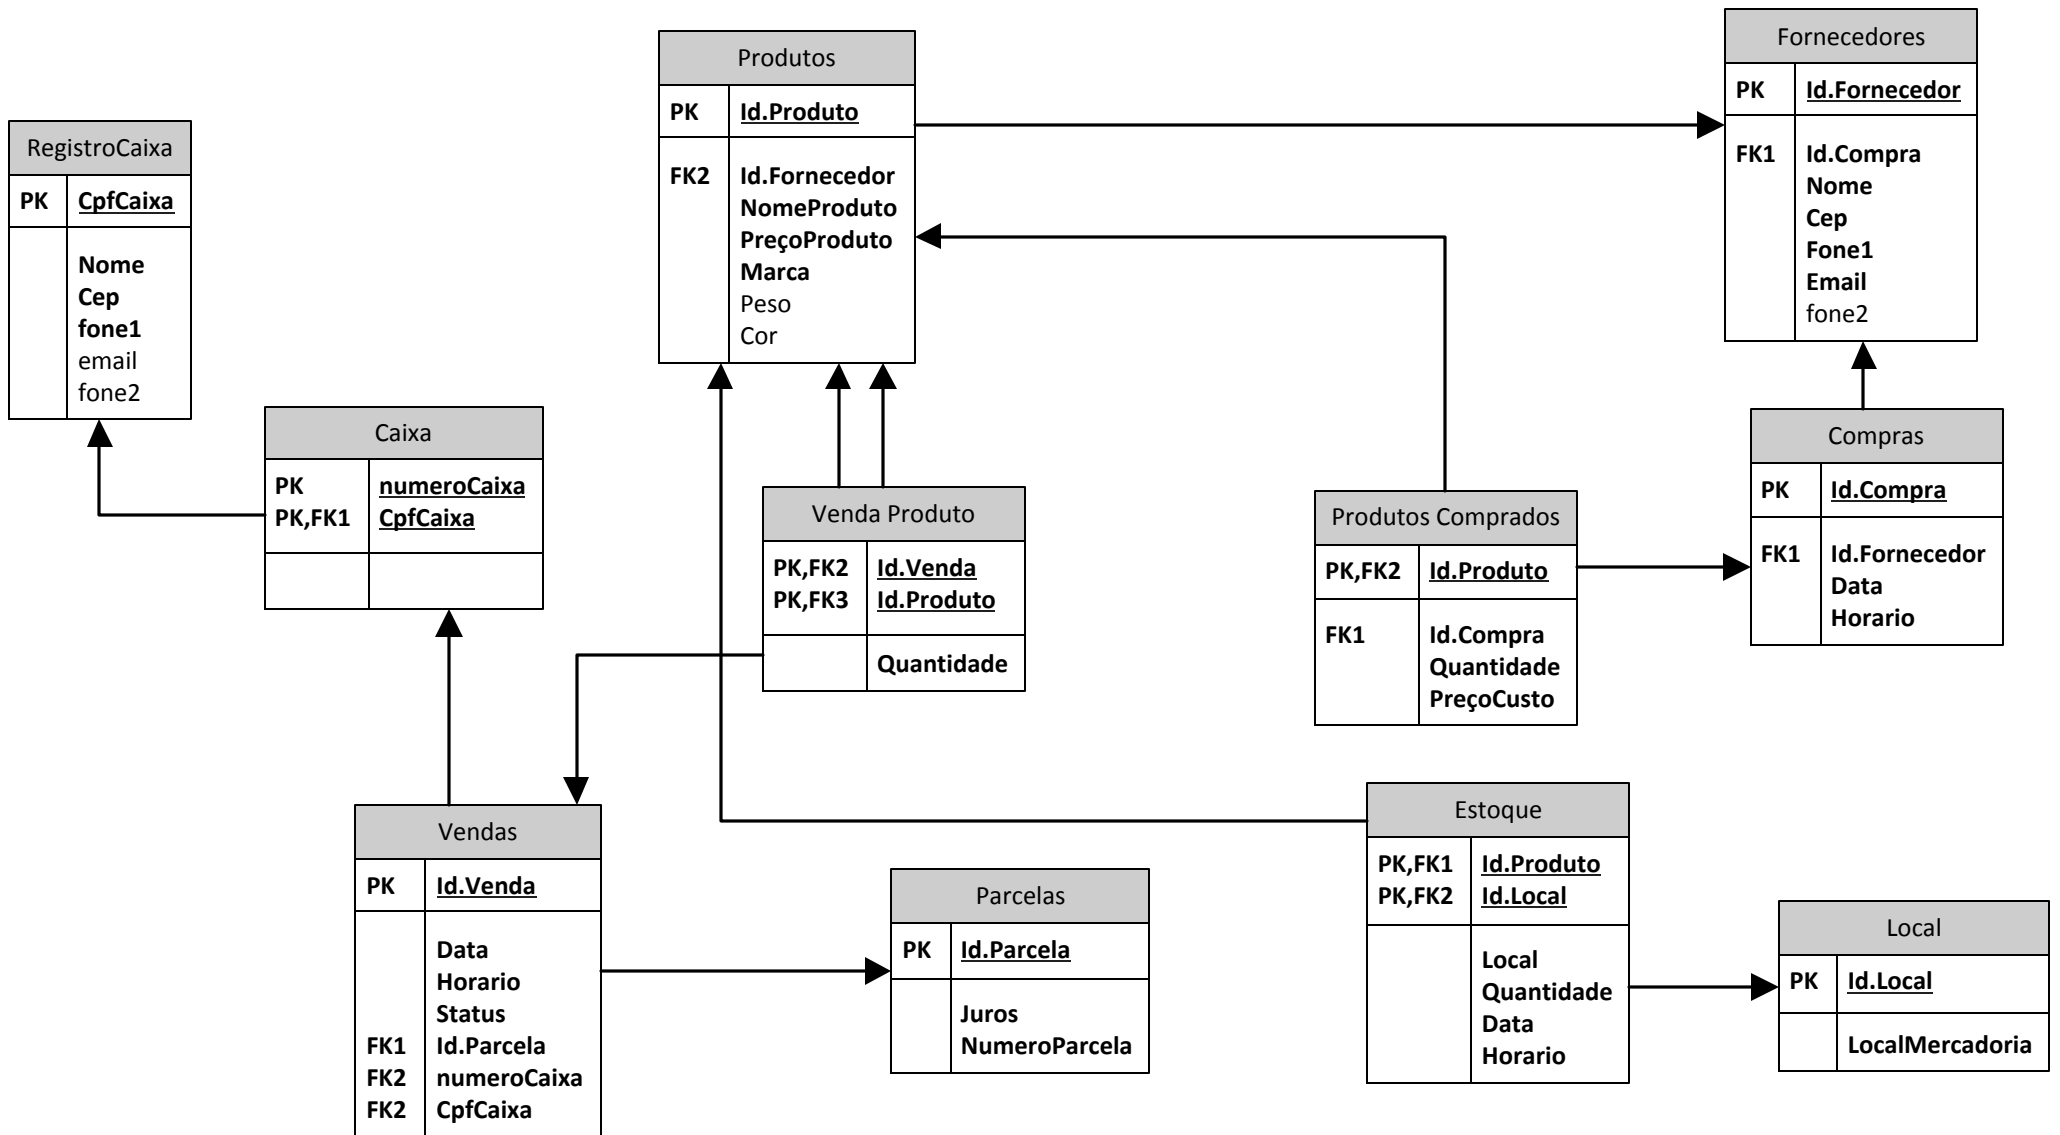 Produtos
PK Id.Produto
FK2 Id.Fornecedor
NomeProduto
PreçoProduto
Marca
Peso
Cor
Fornecedores
PK Id.Fornecedor
FK1 Id.Compra
Nome
Cep
Fone1
Email
fone2
RegistroCaixa
PK CpfCaixa
Nome
Cep
fone1
email
fone2
Caixa
PK numeroCaixa
PK,FK1 CpfCaixa
Venda Produto
PK,FK2 Id.Venda
PK,FK3 Id.Produto
Quantidade
Produtos Comprados
PK,FK2 Id.Produto
FK1 Id.Compra
Quantidade
PreçoCusto
Compras
PK Id.Compra
FK1 Id.Fornecedor
Data
Horario
Vendas
PK Id.Venda
Data
Horario
Status
FK1 Id.Parcela
FK2 numeroCaixa
FK2 CpfCaixa
Parcelas
PK Id.Parcela
Juros
NumeroParcela
Estoque
PK,FK1 Id.Produto
PK,FK2 Id.Local
Local
Quantidade
Data
Horario
Local
PK Id.Local
LocalMercadoria